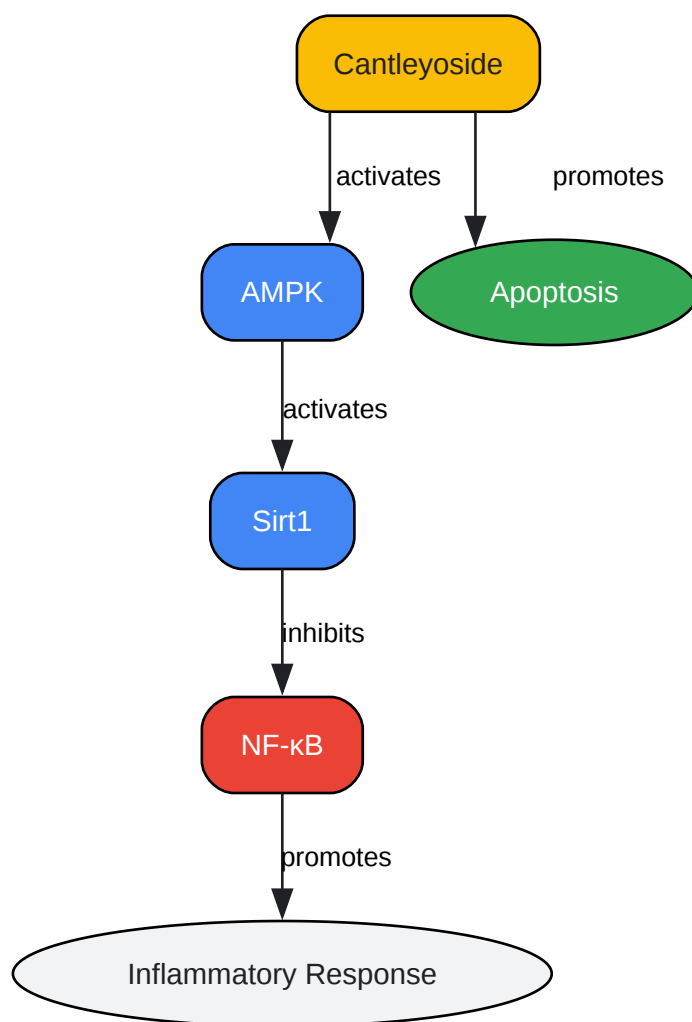 Cantleyoside
activates
promotes
AMPK
Apoptosis
activates
Sirt1
inhibits
NF-κB
promotes
Inflammatory Response